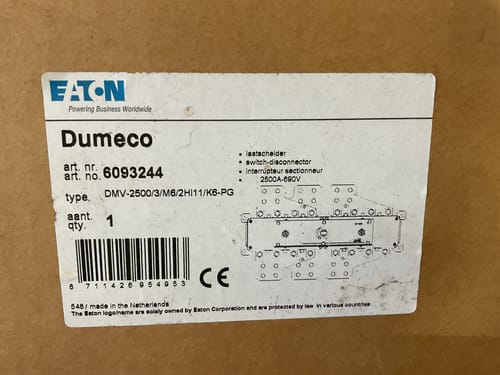 EATON
Powering Business Worldwide
Dumeco
art. nr.
art. no. 6093244
type DMV-2500/3/M6/2HI11/K6-PG
aant.
qty. 1
• lastscheider
• switch-disconnector
• interrupteur sectionneur
• 2500A-690V
8 711426 954953
CE
548 / made in the Netherlands
The Eaton logo/name are solely owned by Eaton Corporation and are protected by law in various countries